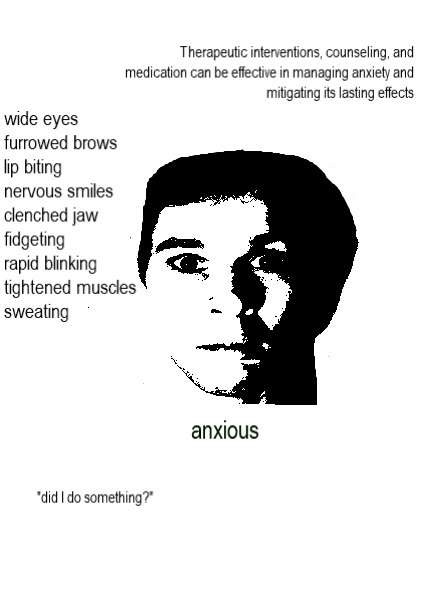 Therapeutic interventions, counseling, and
medication can be effective in managing anxiety and
mitigating its lasting effects
wide eyes
furrowed brows
lip biting
nervous smiles
clenched jaw
fidgeting
rapid blinking
tightened muscles
sweating
anxious
"did I do something?"